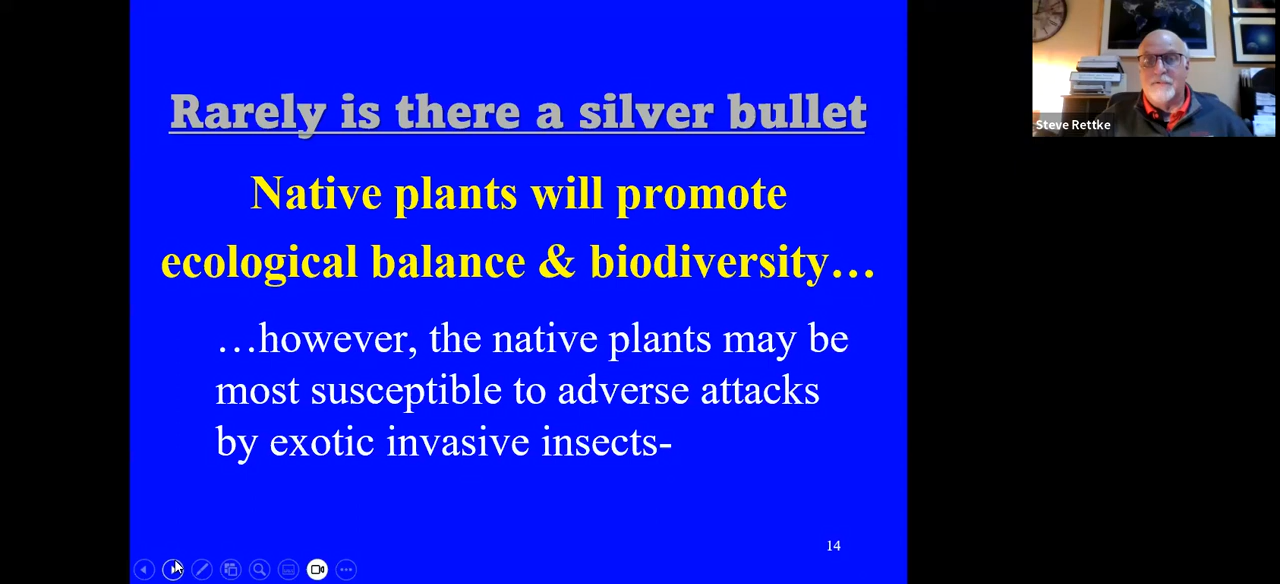 Rarely is there a silver bullet
Native plants will promote
ecological balance & biodiversity…
…however, the native plants may be
most susceptible to adverse attacks
by exotic invasive insects-
14
Steve Rettke